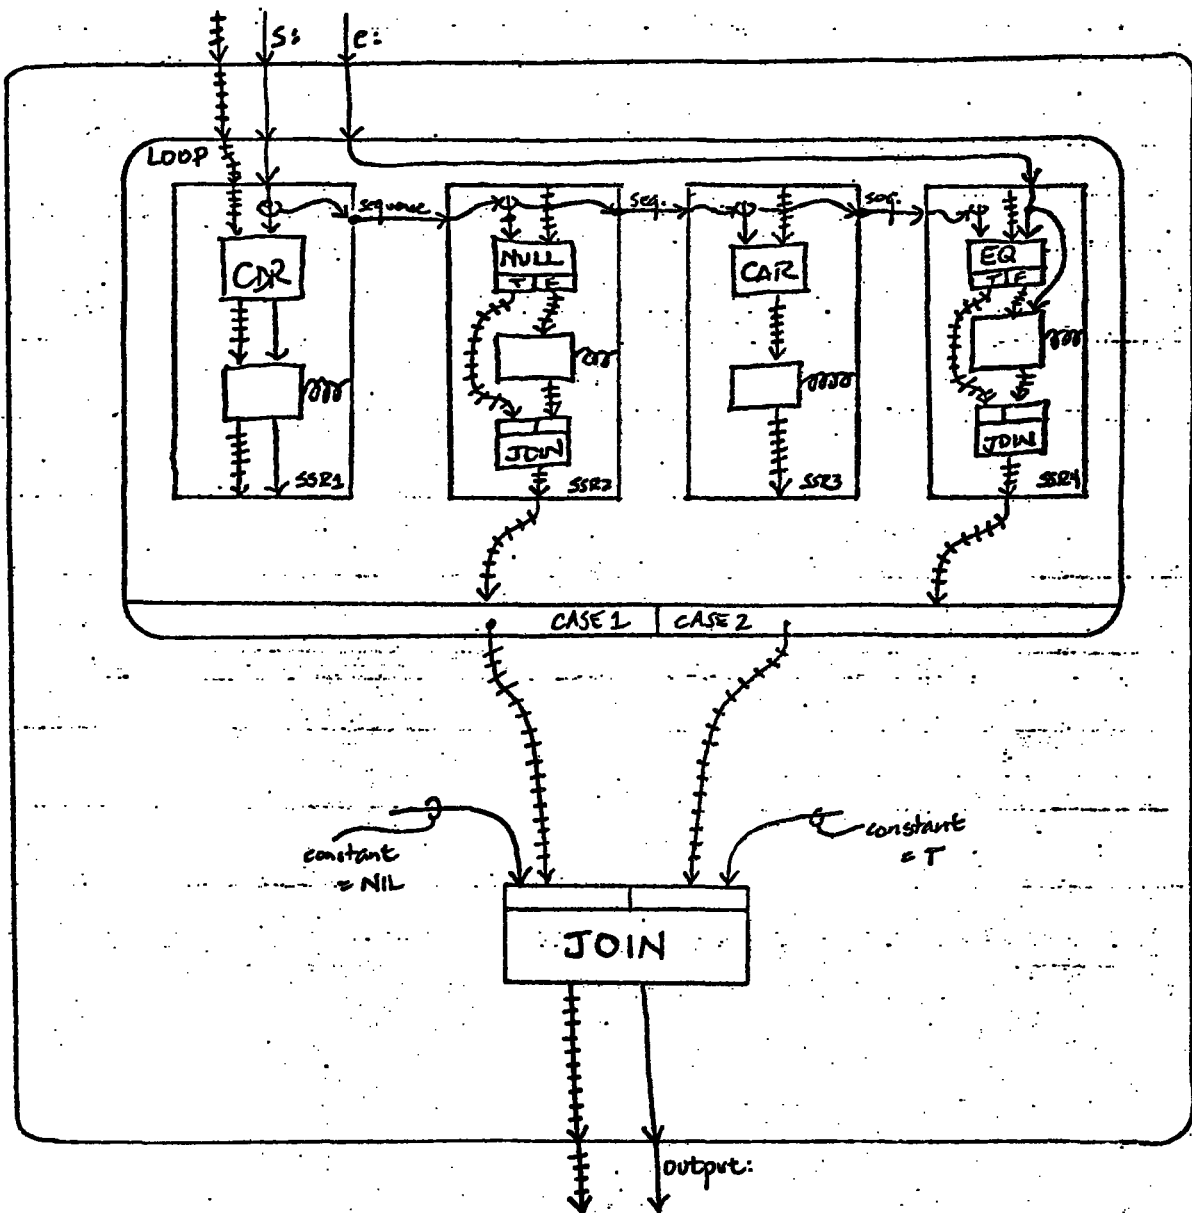 S: e:
LOOP
sequence seq. seq.
CDR NULL CAR EQ
T F T F
JOIN JOIN
SSR1 SSR2 SSR3 SSR4
CASE 1 CASE 2
constant
= NIL
constant
= T
JOIN
output: